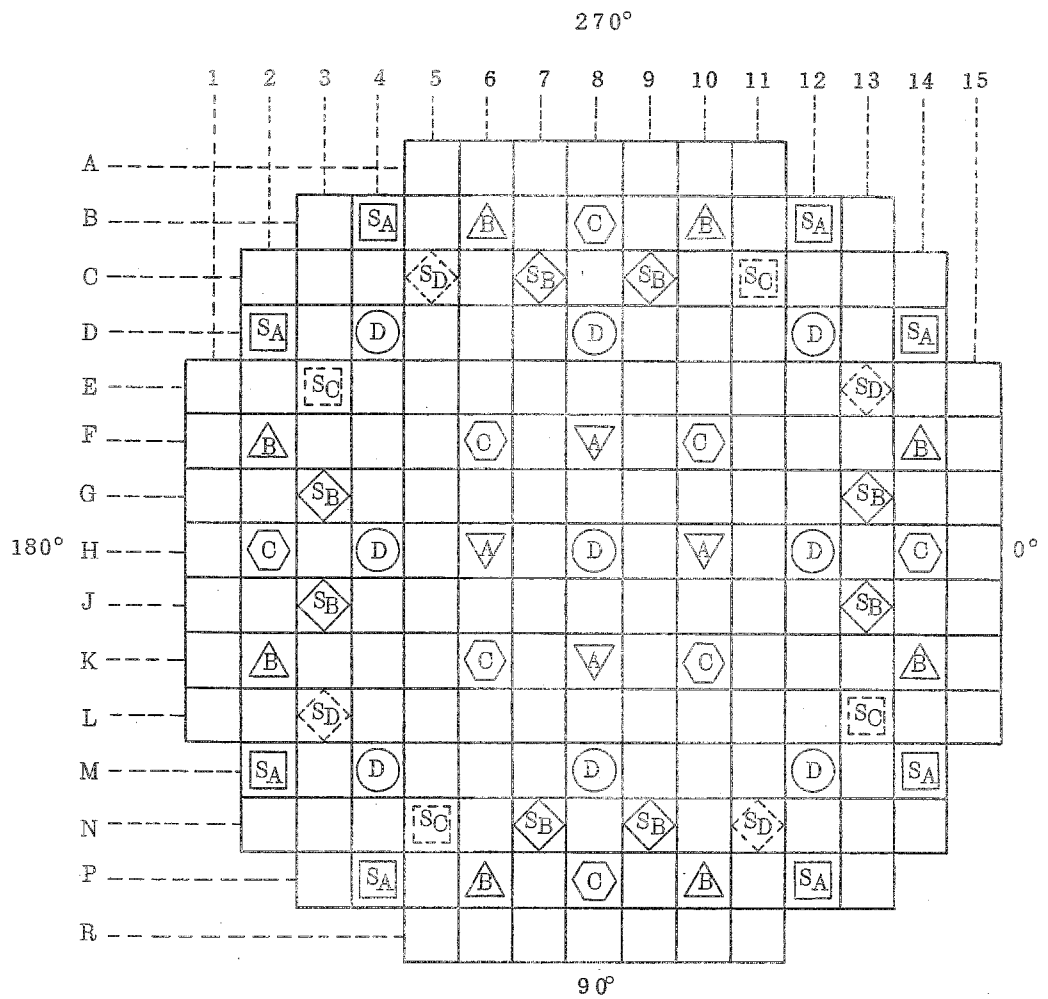 270°
1 2 3 4 5 6 7 8 9 10 11 12 13 14 15
A
B SA B C B SA
C SD SB SB SC
D SA D D D SA
E SC SD
F B C A C B
G SB SB
180° H C D A D A D C 0°
J SB SB
K B C A C B
L SD SC
M SA D D D SA
N SC SB SB SD
P SA B C B SA
R
90°